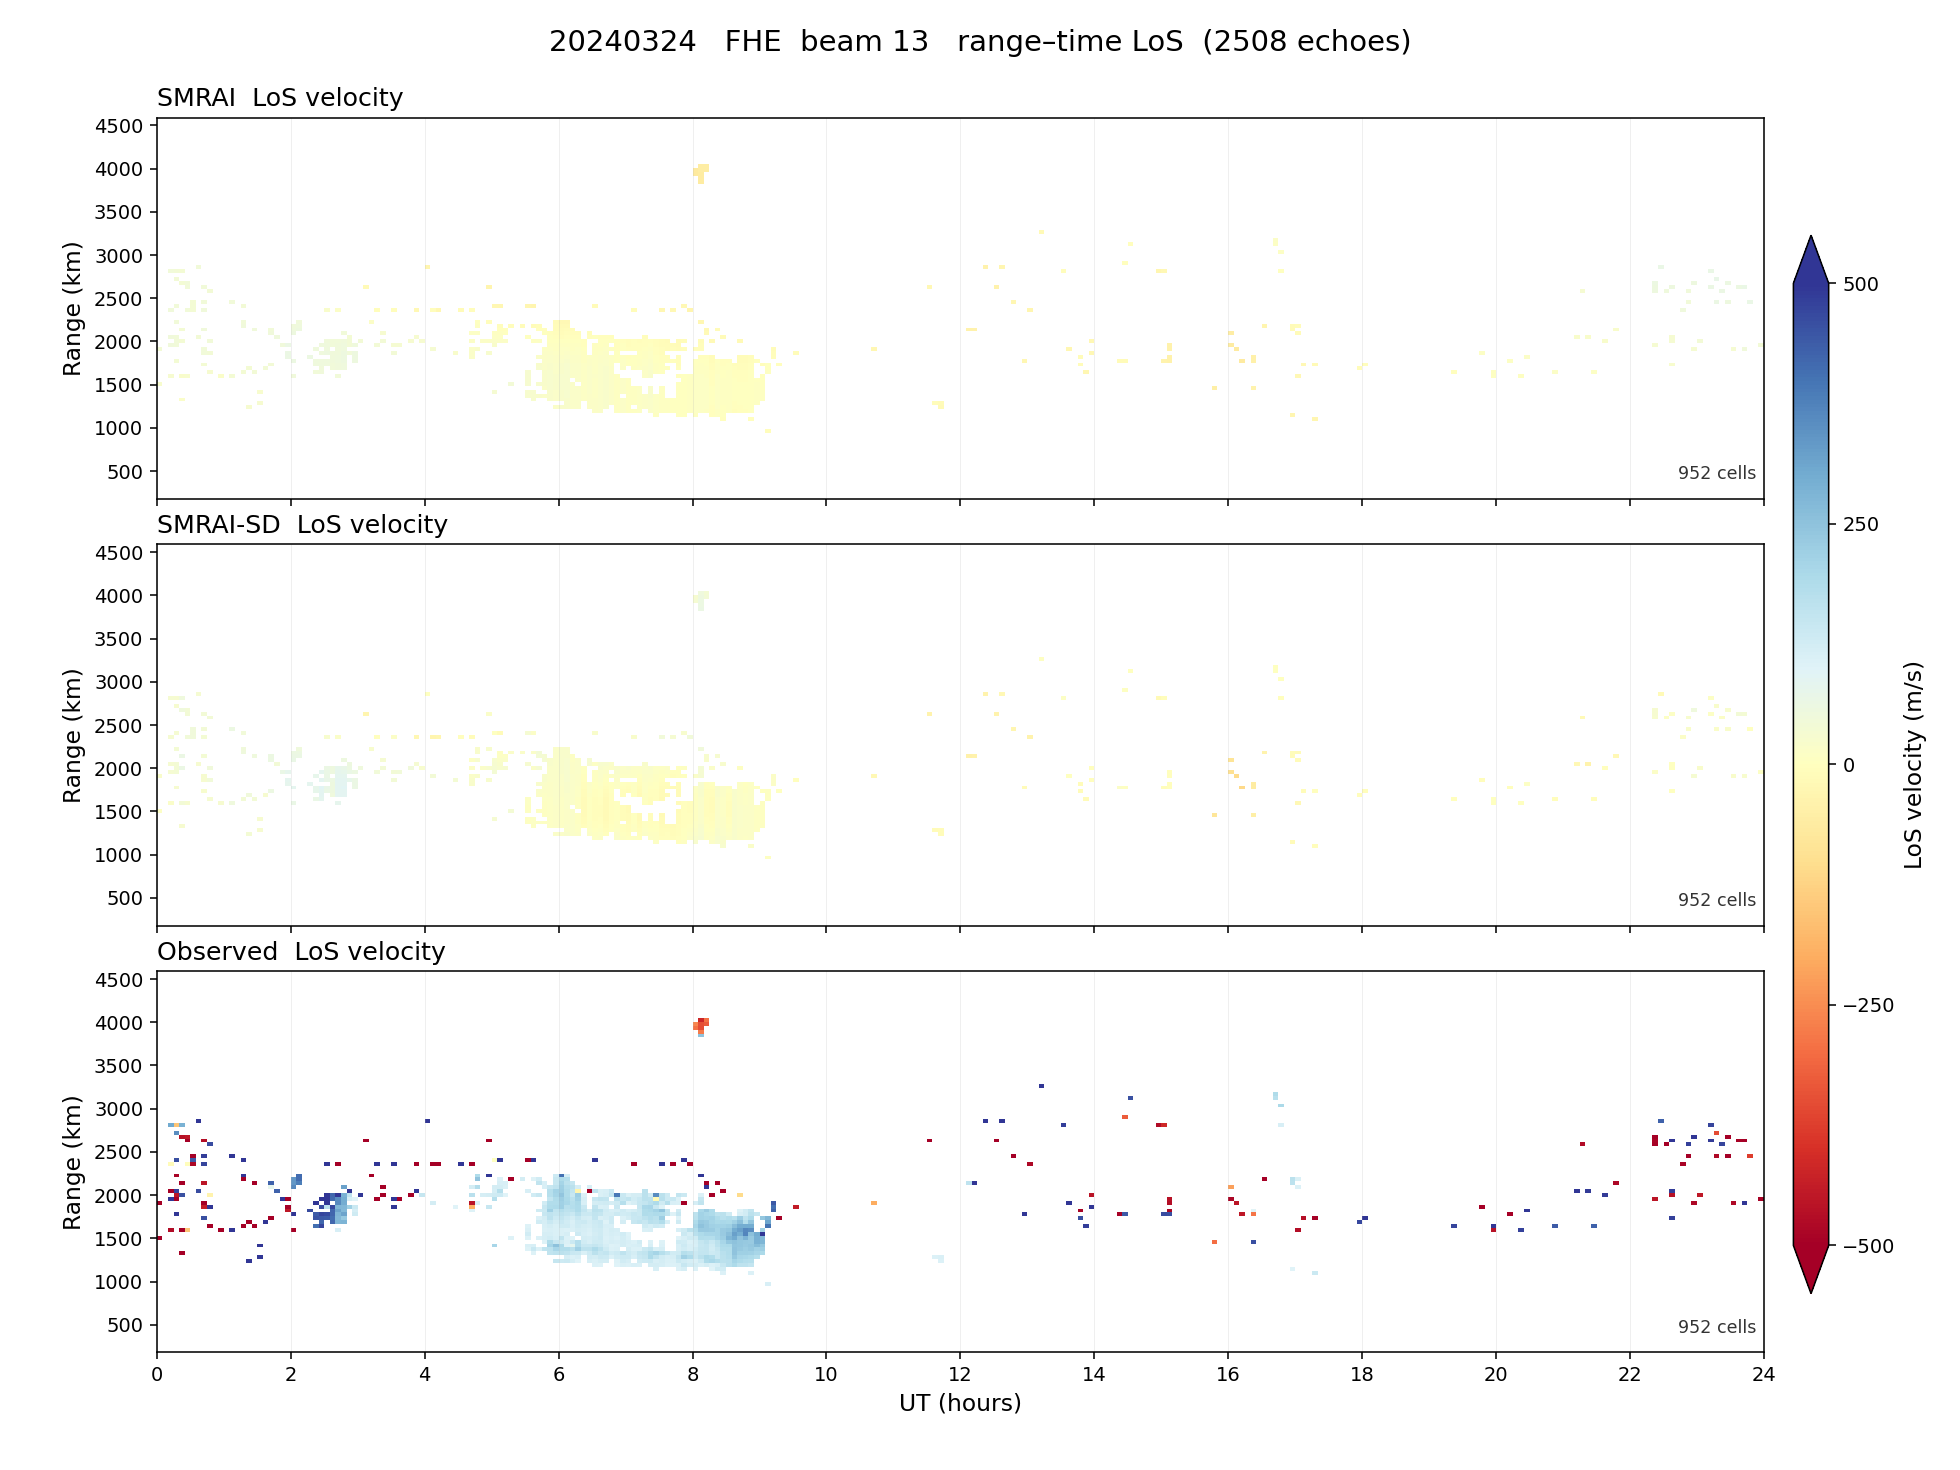 20240324 FHE beam 13 range–time LoS (2508 echoes)
SMRAI LoS velocity
4500
4000
3500
3000
2500
2000
1500
1000
500
Range (km)
952 cells
SMRAI-SD LoS velocity
4500
4000
3500
3000
2500
2000
1500
1000
500
Range (km)
952 cells
Observed LoS velocity
4500
4000
3500
3000
2500
2000
1500
1000
500
Range (km)
952 cells
0 2 4 6 8 10 12 14 16 18 20 22 24
UT (hours)
500
250
0
−250
−500
LoS velocity (m/s)